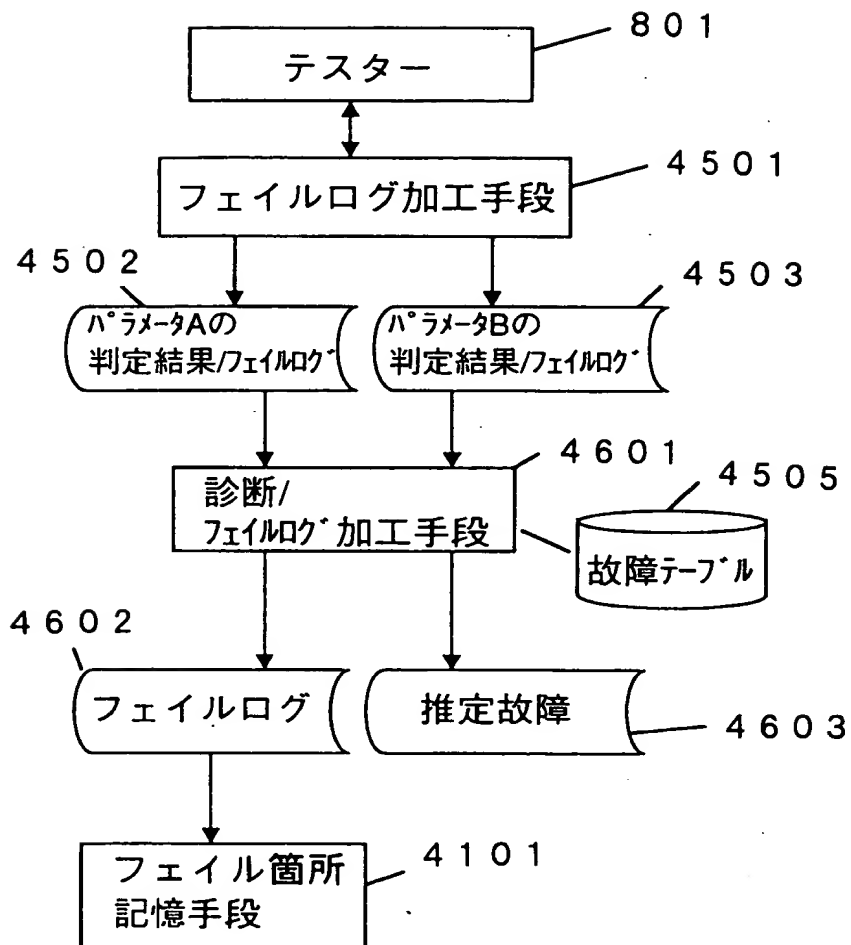 801
テスター
4501
フェイルログ加工手段
4502
4503
パラメータAの
判定結果/フェイルログ
パラメータBの
判定結果/フェイルログ
4601
4505
診断/
フェイルログ加工手段
故障テーブル
4602
フェイルログ
推定故障
4603
4101
フェイル箇所
記憶手段